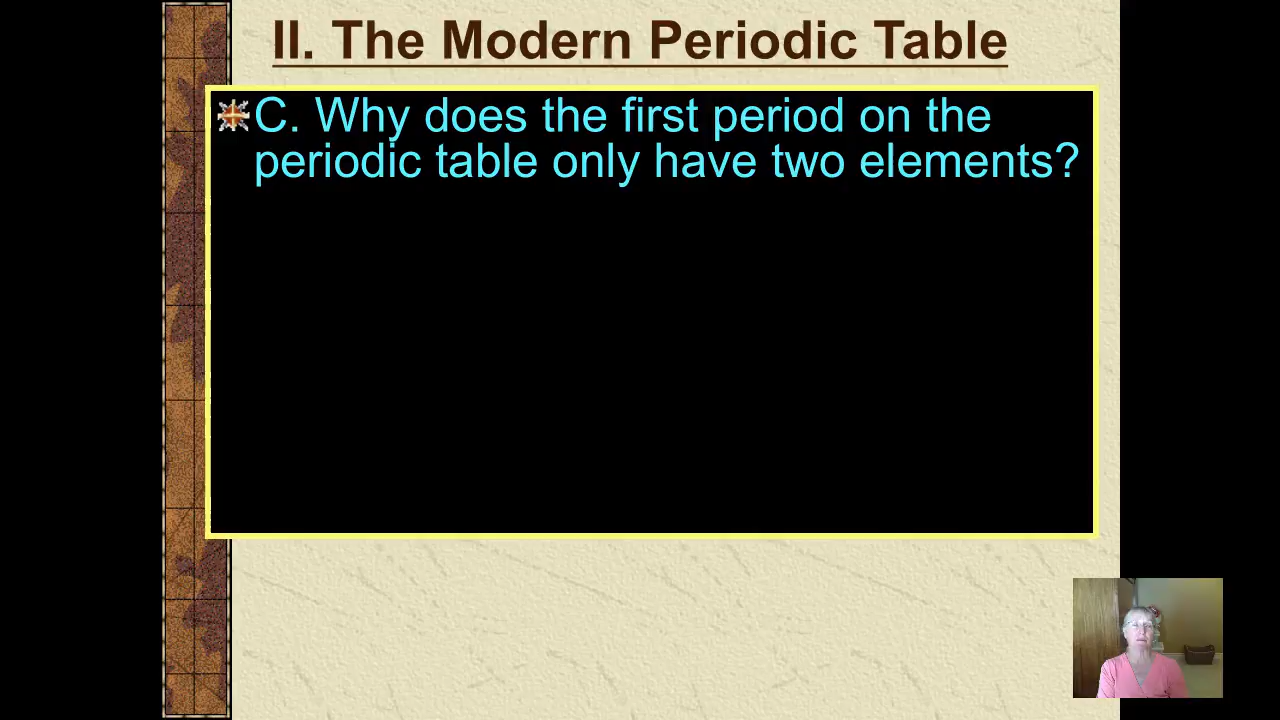 II. The Modern Periodic Table
C. Why does the first period on the
periodic table only have two elements?